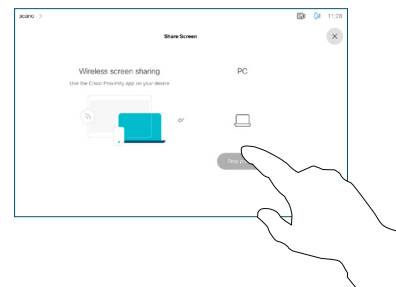 acano
11:28
Share Screen
Wireless screen sharing
PC
Use the Cisco Proximity app on your device
or